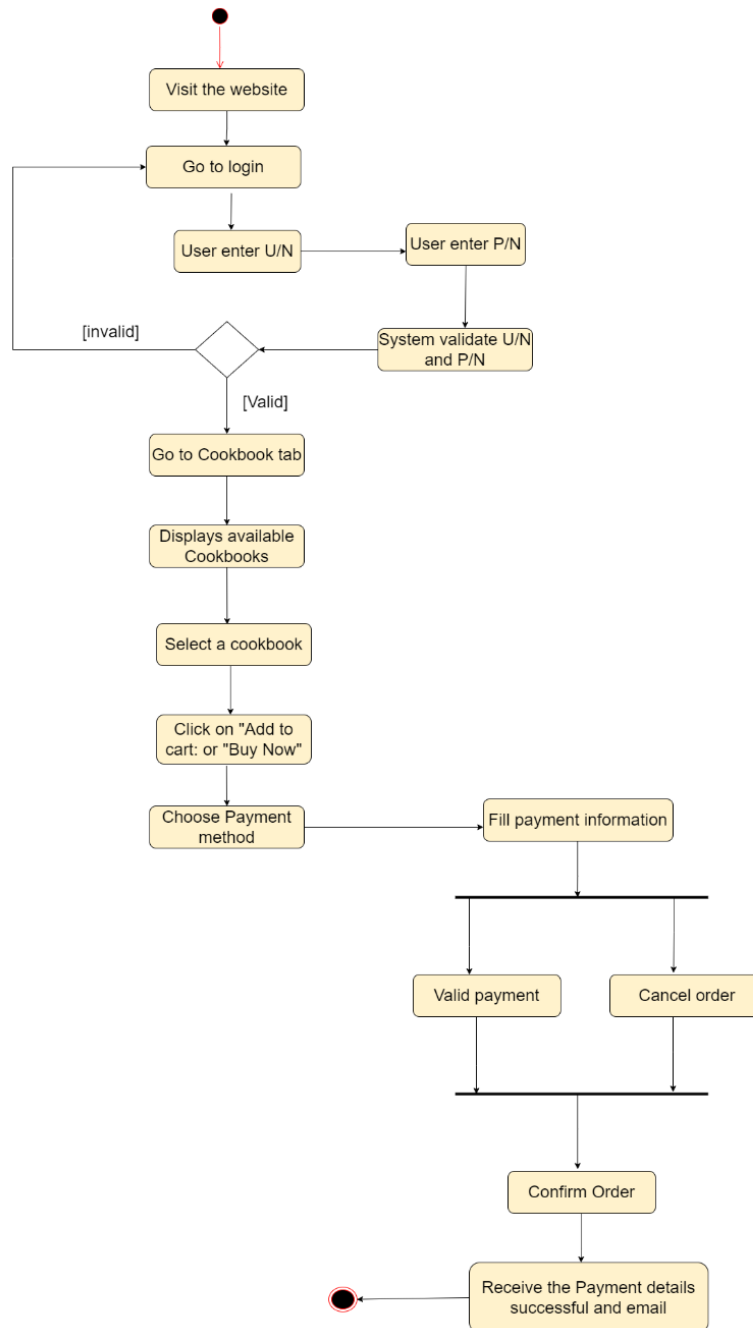 Visit the website
Go to login
User enter U/N
User enter P/N
[invalid]
System validate U/N
and P/N
[Valid]
Go to Cookbook tab
Displays available
Cookbooks
Select a cookbook
Click on "Add to
cart: or "Buy Now"
Choose Payment
method
Fill payment information
Valid payment
Cancel order
Confirm Order
Receive the Payment details
successful and email